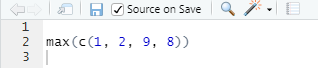 Source on Save
1
2 max(c(1, 2, 9, 8))
3